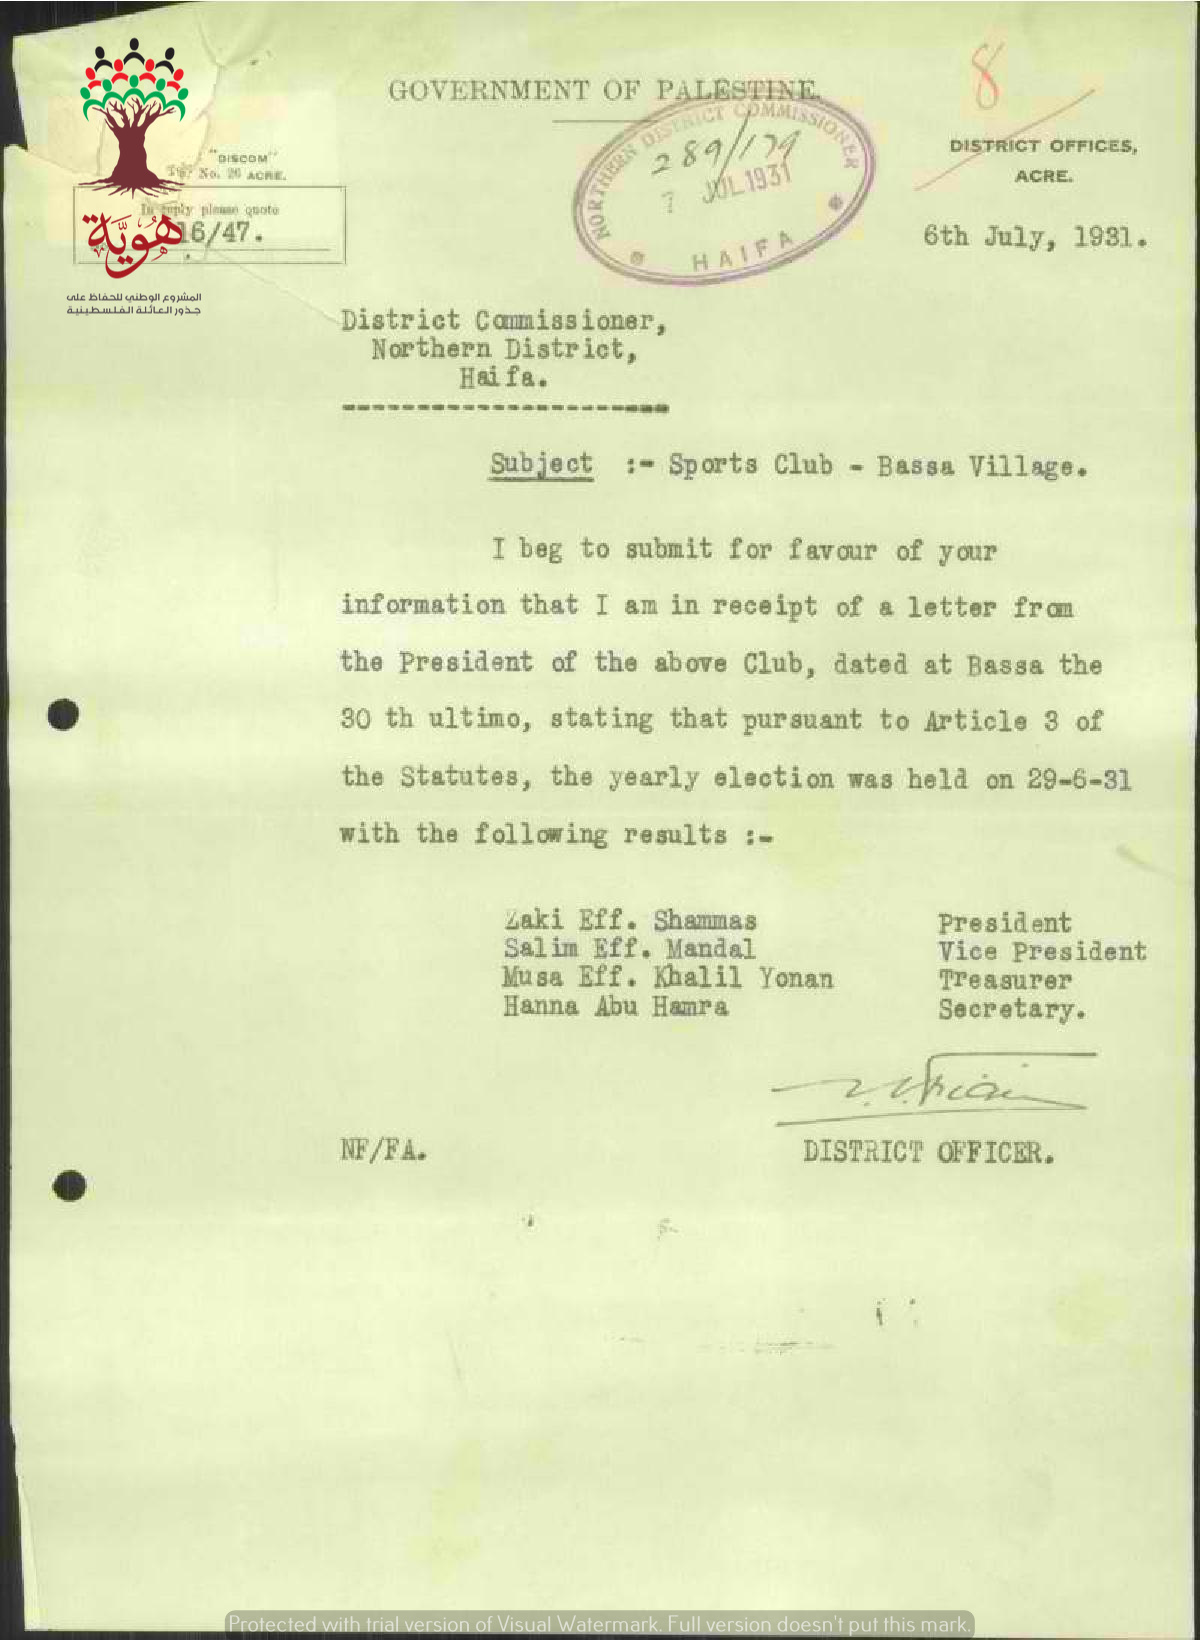 GOVERNMENT OF PALESTINE.
8
"DISCOM"
No. 26 ACRE.
In reply please quote
16/47.
هوية
المشروع الوطني للحفاظ على
جذور العائلة الفلسطينية
NORTHERN DISTRICT COMMISSIONER
289/179
7 JUL 1931
HAIFA
DISTRICT OFFICES,
ACRE.
6th July, 1931.
District Commissioner,
Northern District,
Haifa.
Subject :- Sports Club - Bassa Village.
I beg to submit for favour of your
information that I am in receipt of a letter from
the President of the above Club, dated at Bassa the
30 th ultimo, stating that pursuant to Article 3 of
the Statutes, the yearly election was held on 29-6-31
with the following results :-
Zaki Eff. Shammas President
Salim Eff. Mandal Vice President
Musa Eff. Khalil Yonan Treasurer
Hanna Abu Hamra Secretary.
NF/FA.
DISTRICT OFFICER.
Protected with trial version of Visual Watermark. Full version doesn't put this mark.